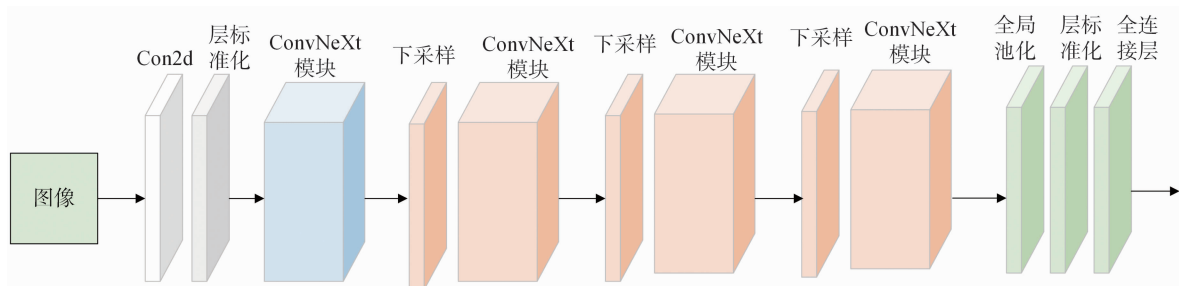 图像
Con2d
层标
准化
ConvNeXt
模块
下采样
ConvNeXt
模块
下采样
ConvNeXt
模块
下采样
ConvNeXt
模块
全局
池化
层标
准化
全连
接层